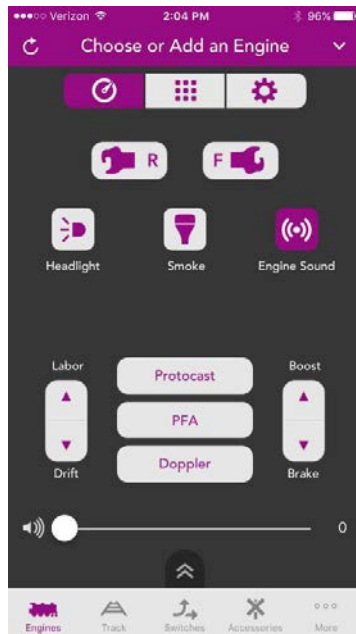 Verizon 2:04 PM 96%
Choose or Add an Engine
R F
Headlight Smoke Engine Sound
Labor Boost
Protocast
PFA
Doppler
Drift Brake
0
Engines Track Switches Accessories More